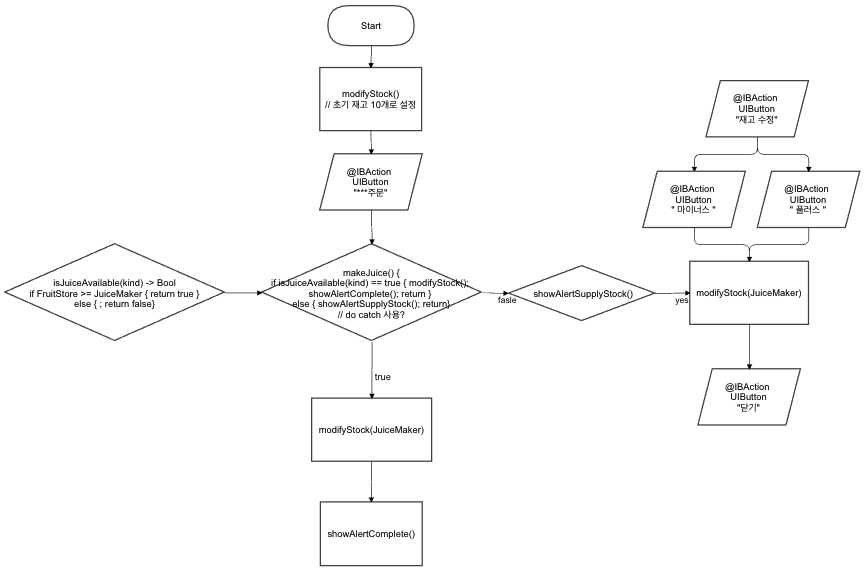 Start
modifyStock()
// 초기 재고 10개로 설정
@IBAction
UIButton
"***주문"
isJuiceAvailable(kind) -> Bool
if FruitStore >= JuiceMaker { return true }
else { ; return false}
makeJuice() {
if isJuiceAvailable(kind) == true { modifyStock();
showAlertComplete(); return }
else { showAlertSupplyStock(); return}
// do catch 사용?
fasle
showAlertSupplyStock()
yes
true
modifyStock(JuiceMaker)
showAlertComplete()
@IBAction
UIButton
"재고 수정"
@IBAction
UIButton
" 마이너스 "
@IBAction
UIButton
" 플러스 "
modifyStock(JuiceMaker)
@IBAction
UIButton
"닫기"